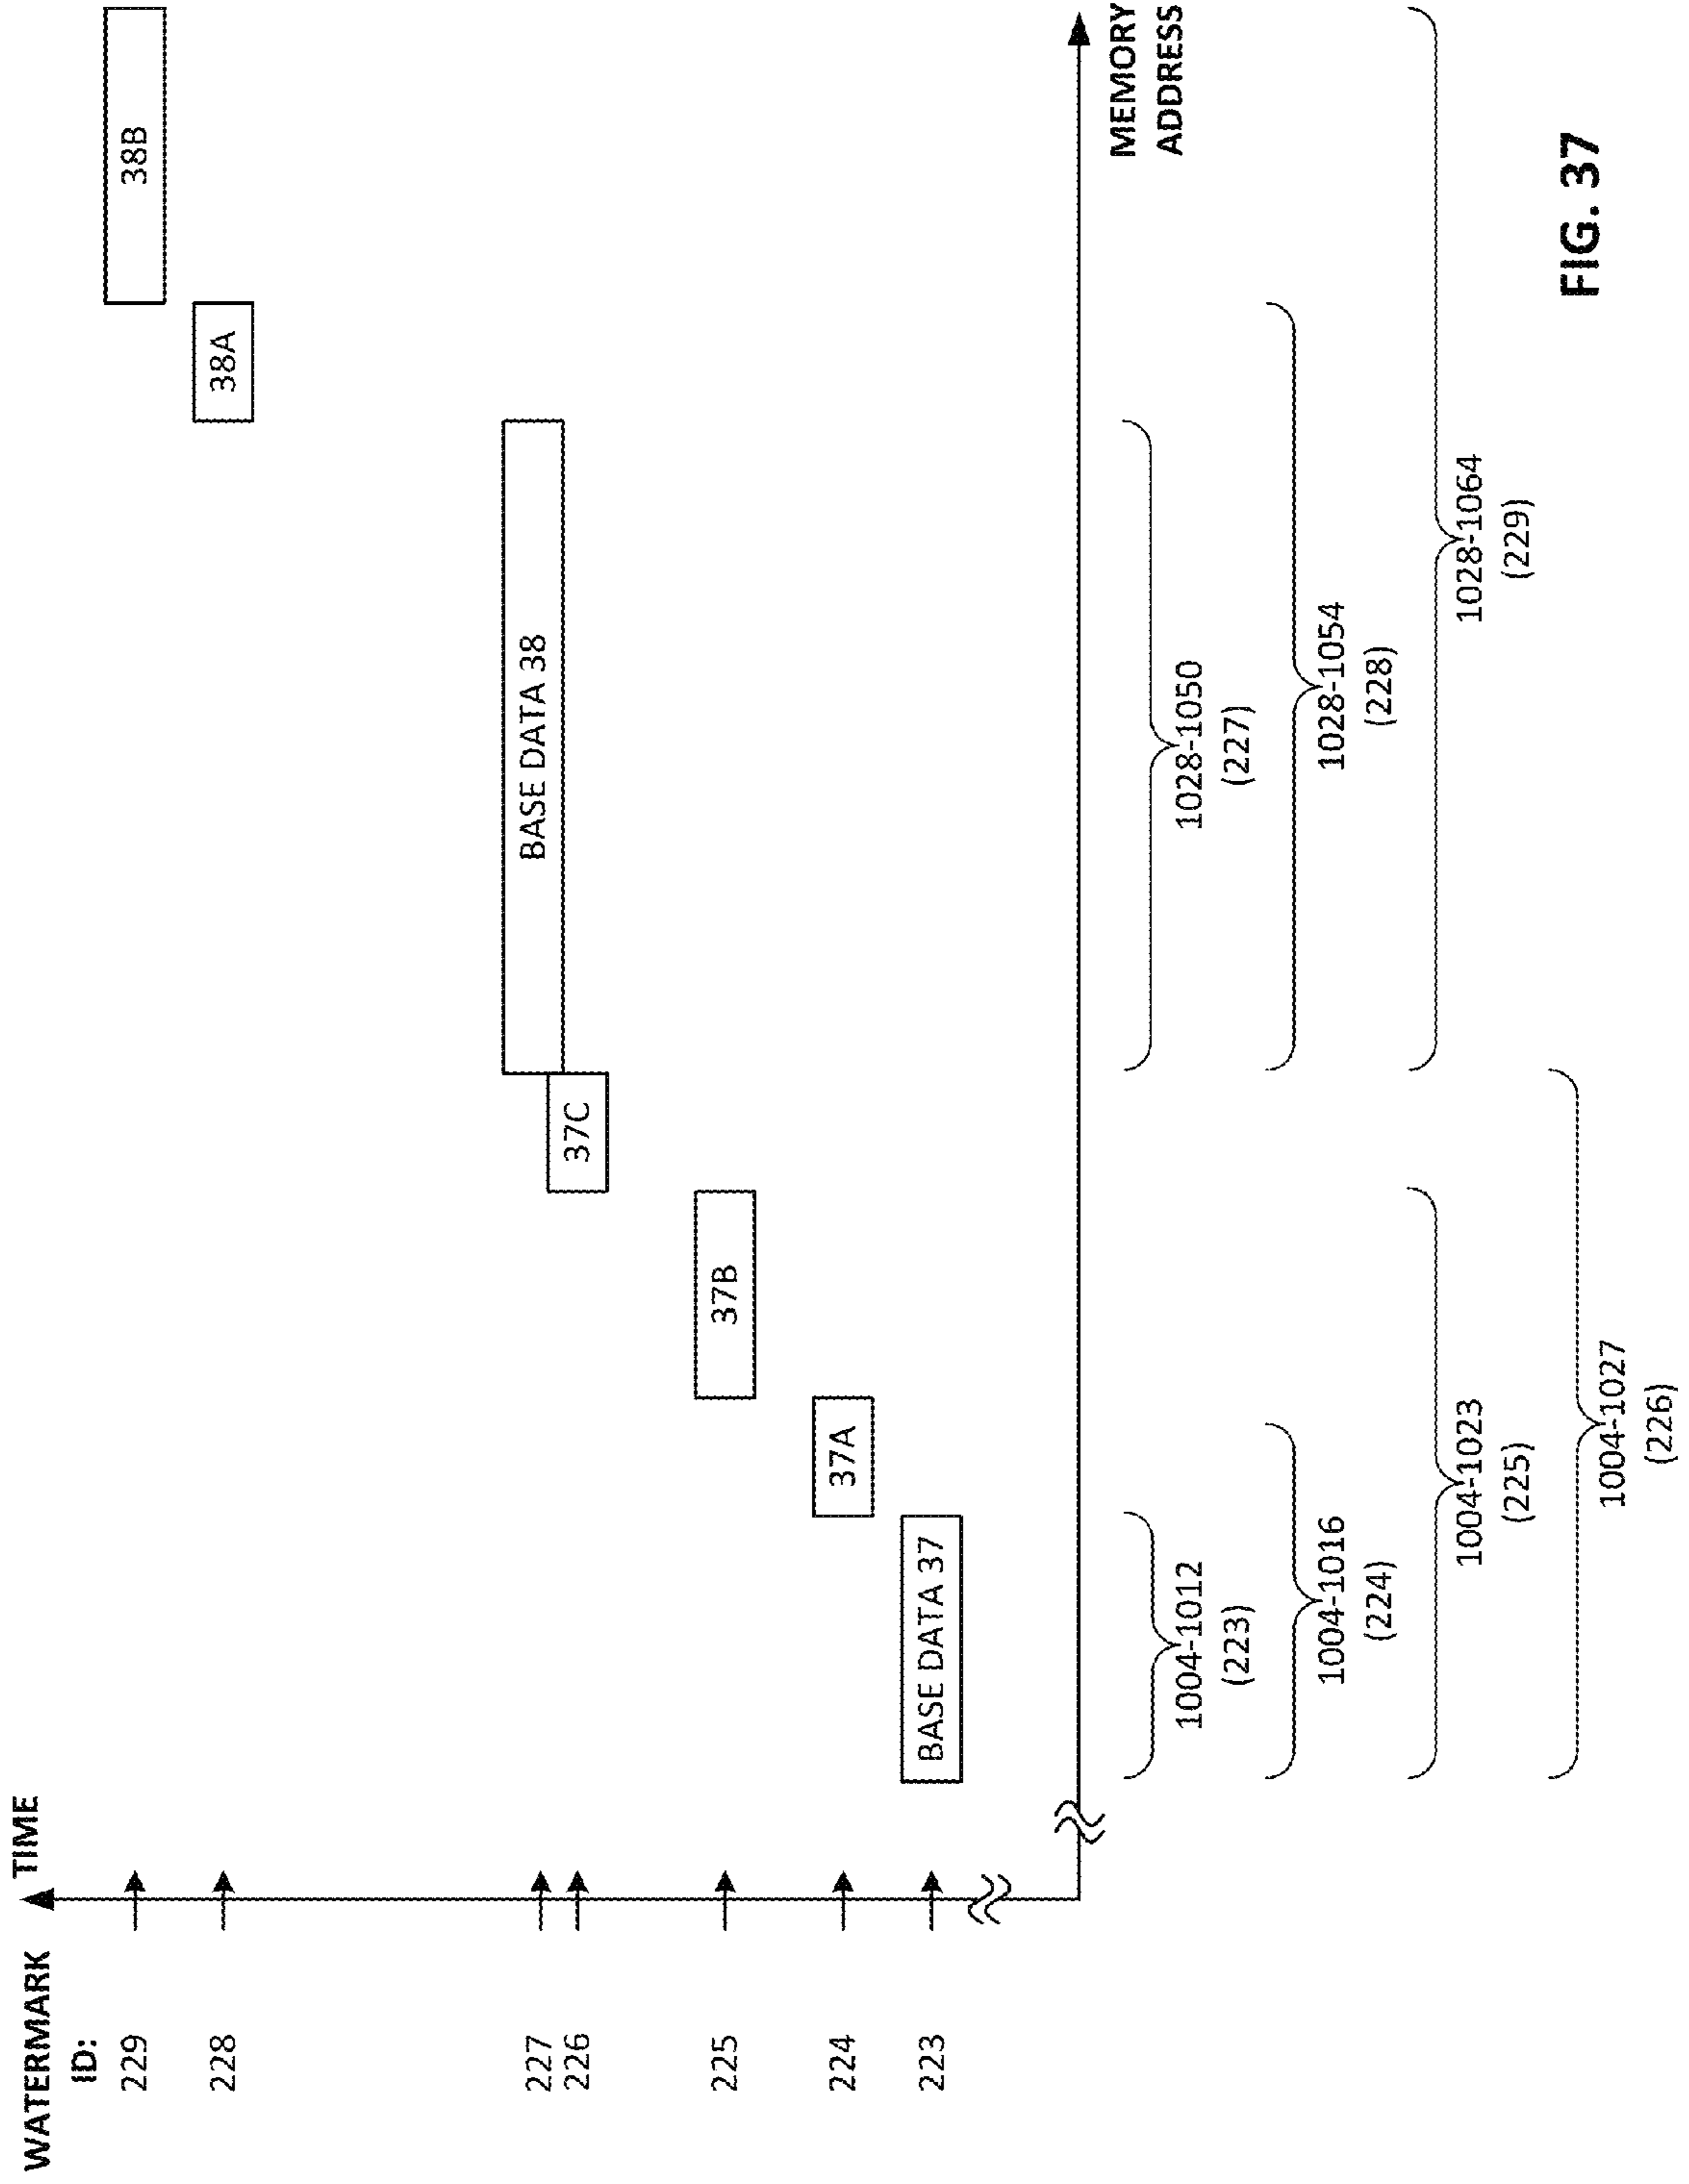 WATERMARK
ID:
TIME
229
228
227
226
225
224
223
38B
38A
BASE DATA 38
37C
37B
37A
BASE DATA 37
MEMORY
ADDRESS
1004-1012
(223)
1028-1050
(227)
1004-1016
(224)
1028-1054
(228)
1004-1023
(225)
1028-1064
(229)
1004-1027
(226)
FIG. 37